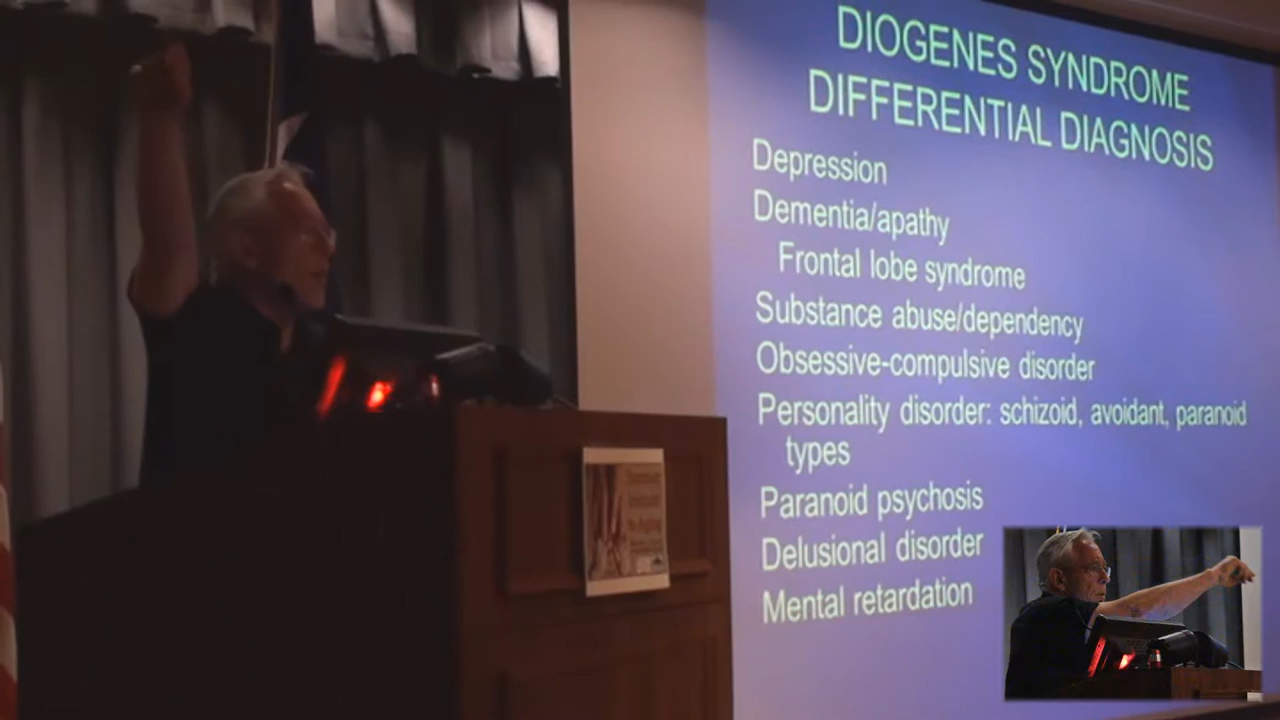 DIOGENES SYNDROME
DIFFERENTIAL DIAGNOSIS
Depression
Dementia/apathy
Frontal lobe syndrome
Substance abuse/dependency
Obsessive-compulsive disorder
Personality disorder: schizoid, avoidant, paranoid
types
Paranoid psychosis
Delusional disorder
Mental retardation